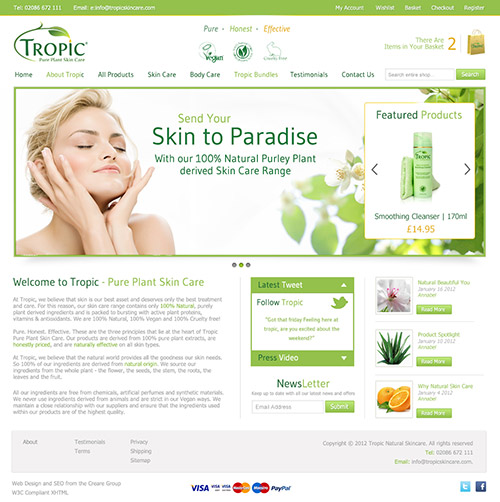 Tel: 02086 672 111 Email: e:info@tropicskincare.com My Account Wishlist Basket Checkout Register
TROPIC
Pure Plant Skin Care
Pure • Honest • Effective
Vegan
Cruelty Free
There Are
Items in Your Basket 2
Home About Tropic All Products Skin Care Body Care Tropic Bundles Testimonials Contact Us Search entire shop... Search
Send Your
Skin to Paradise
With our 100% Natural Purley Plant
derived Skin Care Range
Featured Products
TROPIC
Smoothing Cleanser | 170ml
£14.95
Welcome to Tropic - Pure Plant Skin Care
At Tropic, we believe that skin is our best asset and deserves only the best treatment
and care. For this reason, our skin care range contains only 100% Natural, purely
plant derived ingredients and is packed to bursting with active plant proteins,
vitamins & antioxidants. We are 100% Natural, 100% Vegan and 100% Cruelty free!
Pure. Honest. Effective. These are the three principles that lie at the heart of Tropic
Pure Plant Skin Care. Our products are derived from 100% pure plant extracts, are
honestly priced, and are naturally effective on all skin types.
At Tropic, we believe that the natural world provides all the goodness our skin needs.
So 100% of our ingredients are derived from natural origin. We source our
ingredients from the whole plant - the flower, the seeds, the stem, the roots, the
leaves and the fruit.
All our ingredients are free from chemicals, artificial perfumes and synthetic materials.
We never use ingredients derived from animals and are strict in our Vegan ways. We
maintain a close relationship with our suppliers and ensure that the ingredients used
within our products are of the highest quality.
Latest Tweet
Follow Tropic
"Got that friday Feeling here at
tropic, are you excited about the
weekend?"
Press Video
NewsLetter
Keep up to date with all our latest news and offers
Email Address Submit
Natural Beautiful You
January 16 2012
Annabel
Read More
Product Spotlight
January 10 2012
Annabel
Read More
Why Natural Skin Care
January 4 2012
Annabel
Read More
About Testimonials Privacy
Terms Shipping
Sitemap
Copyright © 2012 Tropic Natural Skincare, All rights reserved
Tel: 02086 672 111
Email: info@tropicskincare.com.
Web Design and SEO from the Creare Group
W3C Compliant XHTML
VISA MasterCard Maestro PayPal